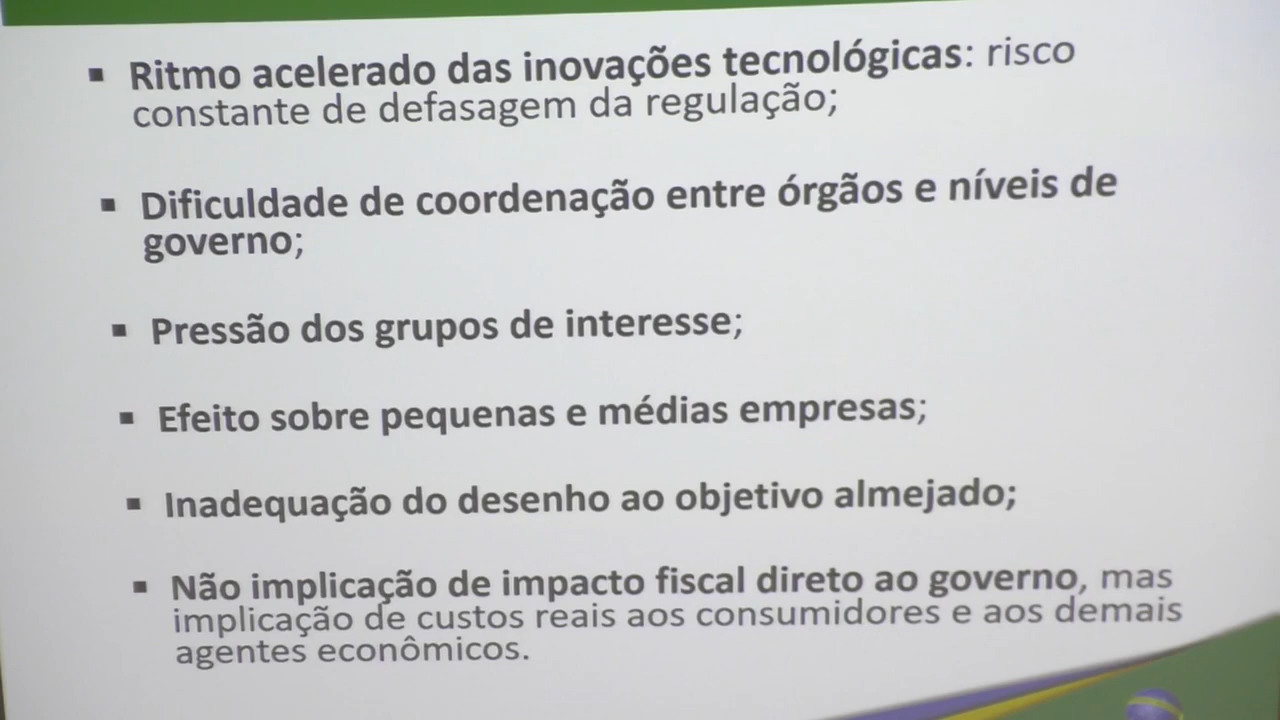 ▪ Ritmo acelerado das inovações tecnológicas: risco
constante de defasagem da regulação;
▪ Dificuldade de coordenação entre órgãos e níveis de
governo;
▪ Pressão dos grupos de interesse;
▪ Efeito sobre pequenas e médias empresas;
▪ Inadequação do desenho ao objetivo almejado;
▪ Não implicação de impacto fiscal direto ao governo, mas
implicação de custos reais aos consumidores e aos demais
agentes econômicos.